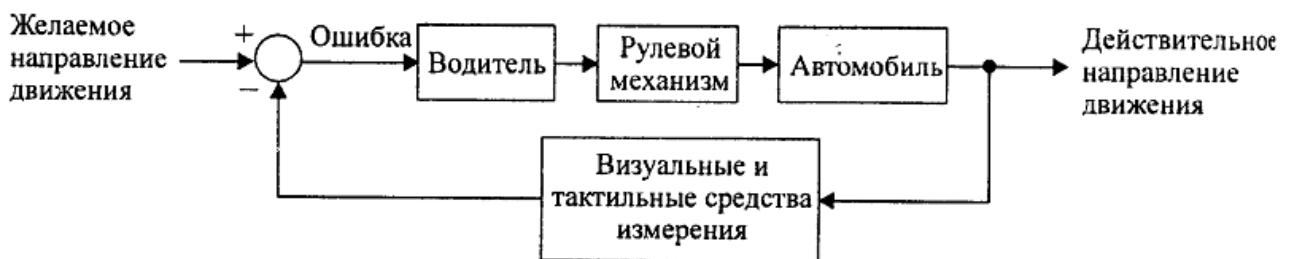 Желаемое
направление
движения
+
−
Ошибка
Водитель
Рулевой
механизм
Автомобиль
Действительное
направление
движения
Визуальные и
тактильные средства
измерения